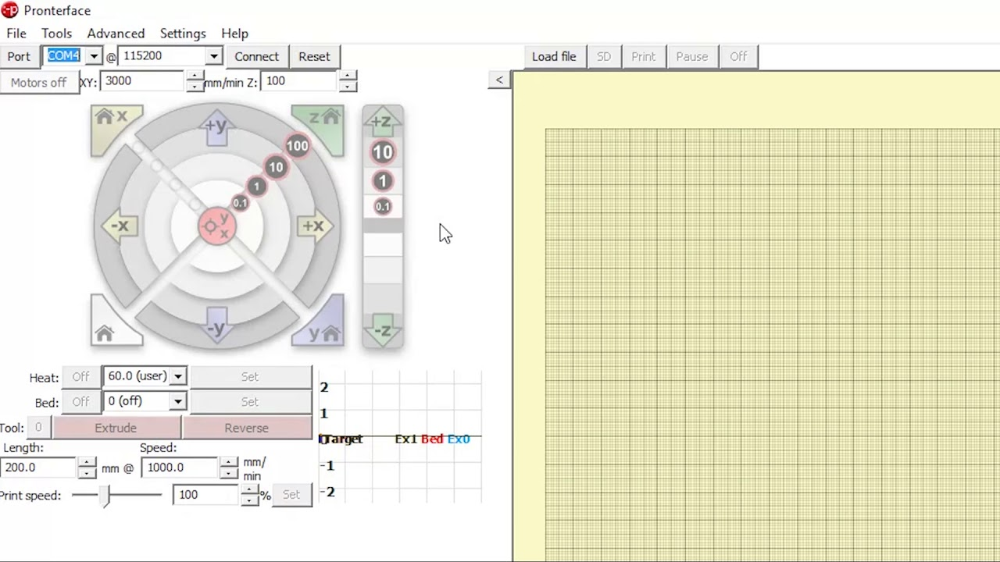 Pronterface
File Tools Advanced Settings Help
Port COM4 @ 115200 Connect Reset Load file SD Print Pause Off
Motors off XY: 3000 mm/min Z: 100 <
x +y z +z
100 10
10 1
1 0.1
0.1
-x y x +x
-y y -z
Heat: Off 60.0 (user) Set 2
Bed: Off 0 (off) Set 1
Tool: 0 Extrude Reverse 0 Target Ex1 Bed Ex0
Length: Speed:
200.0 mm @ 1000.0 mm/min -1
Print speed: 100 % Set -2